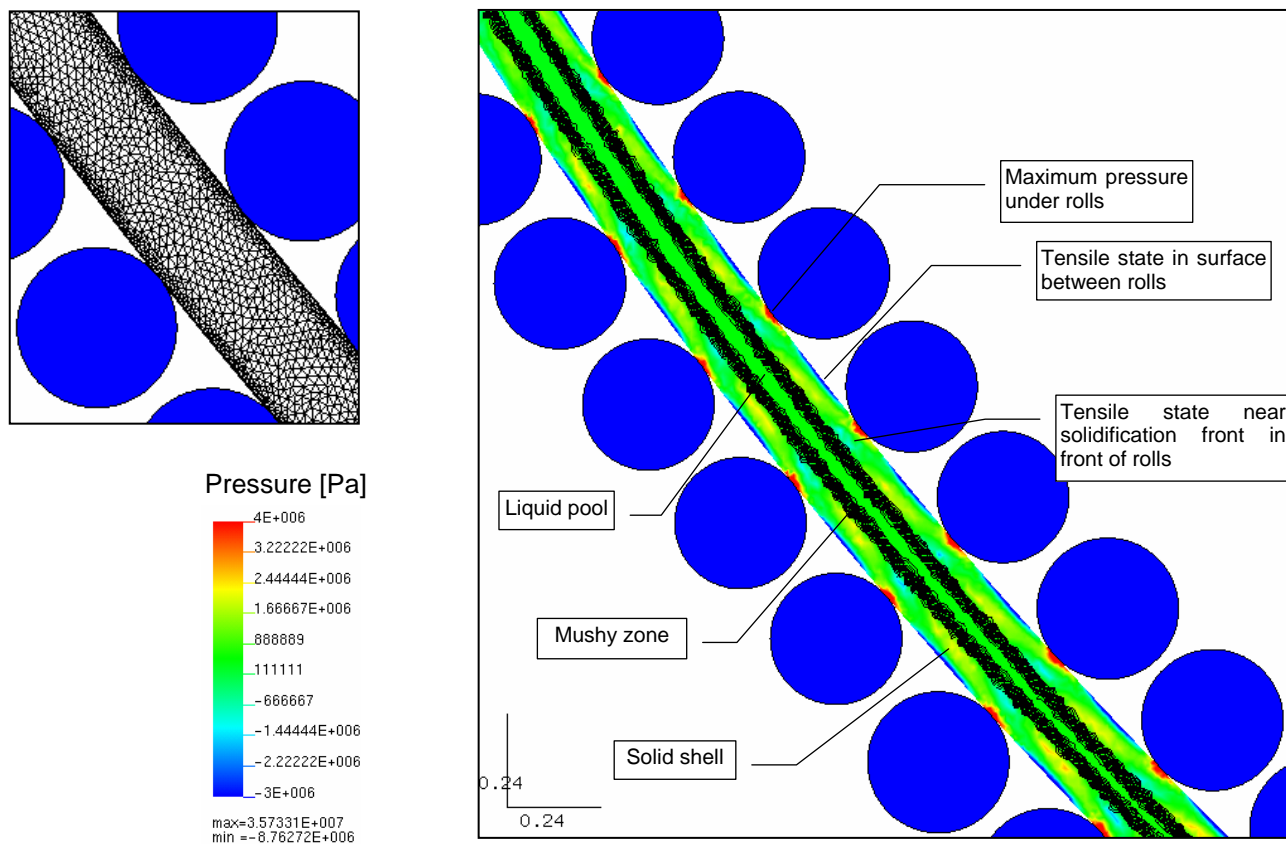 Maximum pressure
under rolls
Tensile state in surface
between rolls
Tensile state near
solidification front in
front of rolls
Liquid pool
Mushy zone
Solid shell
0.24
0.24
Pressure [Pa]
4E+006
3.22222E+006
2.44444E+006
1.66667E+006
888889
111111
-666667
-1.44444E+006
-2.22222E+006
-3E+006
max=3.57331E+007
min =-8.76272E+006